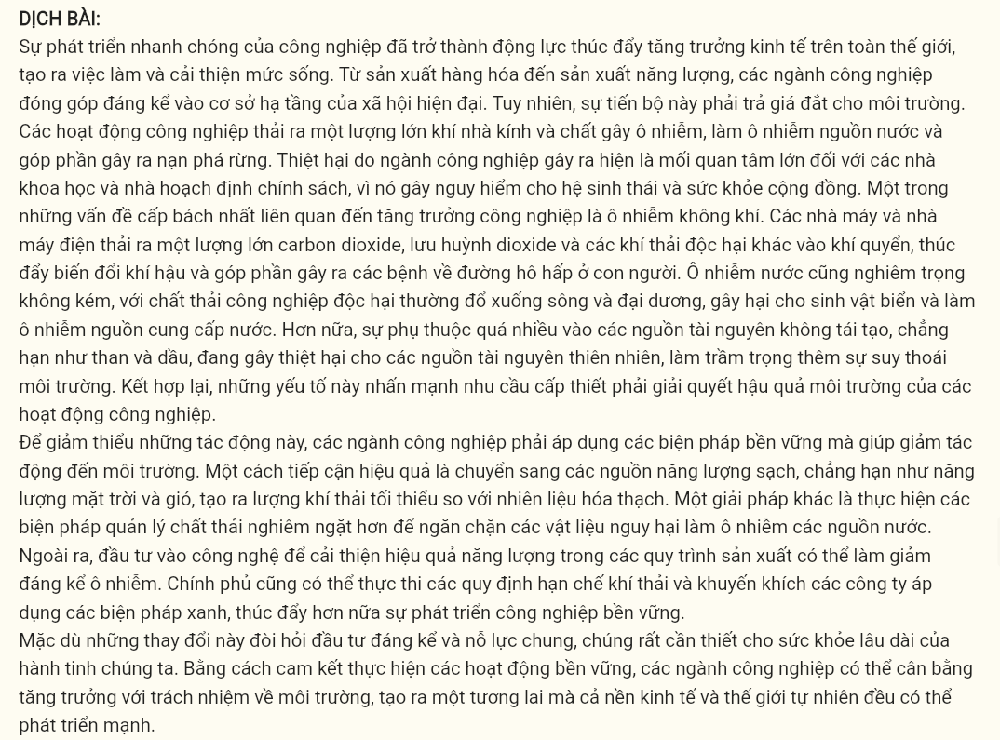 DỊCH BÀI:
Sự phát triển nhanh chóng của công nghiệp đã trở thành động lực thúc đẩy tăng trưởng kinh tế trên toàn thế giới,
tạo ra việc làm và cải thiện mức sống. Từ sản xuất hàng hóa đến sản xuất năng lượng, các ngành công nghiệp
đóng góp đáng kể vào cơ sở hạ tầng của xã hội hiện đại. Tuy nhiên, sự tiến bộ này phải trả giá đắt cho môi trường.
Các hoạt động công nghiệp thải ra một lượng lớn khí nhà kính và chất gây ô nhiễm, làm ô nhiễm nguồn nước và
góp phần gây ra nạn phá rừng. Thiệt hại do ngành công nghiệp gây ra hiện là mối quan tâm lớn đối với các nhà
khoa học và nhà hoạch định chính sách, vì nó gây nguy hiểm cho hệ sinh thái và sức khỏe cộng đồng. Một trong
những vấn đề cấp bách nhất liên quan đến tăng trưởng công nghiệp là ô nhiễm không khí. Các nhà máy và nhà
máy điện thải ra một lượng lớn carbon dioxide, lưu huỳnh dioxide và các khí thải độc hại khác vào khí quyển, thúc
đẩy biến đổi khí hậu và góp phần gây ra các bệnh về đường hô hấp ở con người. Ô nhiễm nước cũng nghiêm trọng
không kém, với chất thải công nghiệp độc hại thường đổ xuống sông và đại dương, gây hại cho sinh vật biển và làm
ô nhiễm nguồn cung cấp nước. Hơn nữa, sự phụ thuộc quá nhiều vào các nguồn tài nguyên không tái tạo, chẳng
hạn như than và dầu, đang gây thiệt hại cho các nguồn tài nguyên thiên nhiên, làm trầm trọng thêm sự suy thoái
môi trường. Kết hợp lại, những yếu tố này nhấn mạnh nhu cầu cấp thiết phải giải quyết hậu quả môi trường của các
hoạt động công nghiệp.
Để giảm thiểu những tác động này, các ngành công nghiệp phải áp dụng các biện pháp bền vững mà giúp giảm tác
động đến môi trường. Một cách tiếp cận hiệu quả là chuyển sang các nguồn năng lượng sạch, chẳng hạn như năng
lượng mặt trời và gió, tạo ra lượng khí thải tối thiểu so với nhiên liệu hóa thạch. Một giải pháp khác là thực hiện các
biện pháp quản lý chất thải nghiêm ngặt hơn để ngăn chặn các vật liệu nguy hại làm ô nhiễm các nguồn nước.
Ngoài ra, đầu tư vào công nghệ để cải thiện hiệu quả năng lượng trong các quy trình sản xuất có thể làm giảm
đáng kể ô nhiễm. Chính phủ cũng có thể thực thi các quy định hạn chế khí thải và khuyến khích các công ty áp
dụng các biện pháp xanh, thúc đẩy hơn nữa sự phát triển công nghiệp bền vững.
Mặc dù những thay đổi này đòi hỏi đầu tư đáng kể và nỗ lực chung, chúng rất cần thiết cho sức khỏe lâu dài của
hành tinh chúng ta. Bằng cách cam kết thực hiện các hoạt động bền vững, các ngành công nghiệp có thể cân bằng
tăng trưởng với trách nhiệm về môi trường, tạo ra một tương lai mà cả nền kinh tế và thế giới tự nhiên đều có thể
phát triển mạnh.